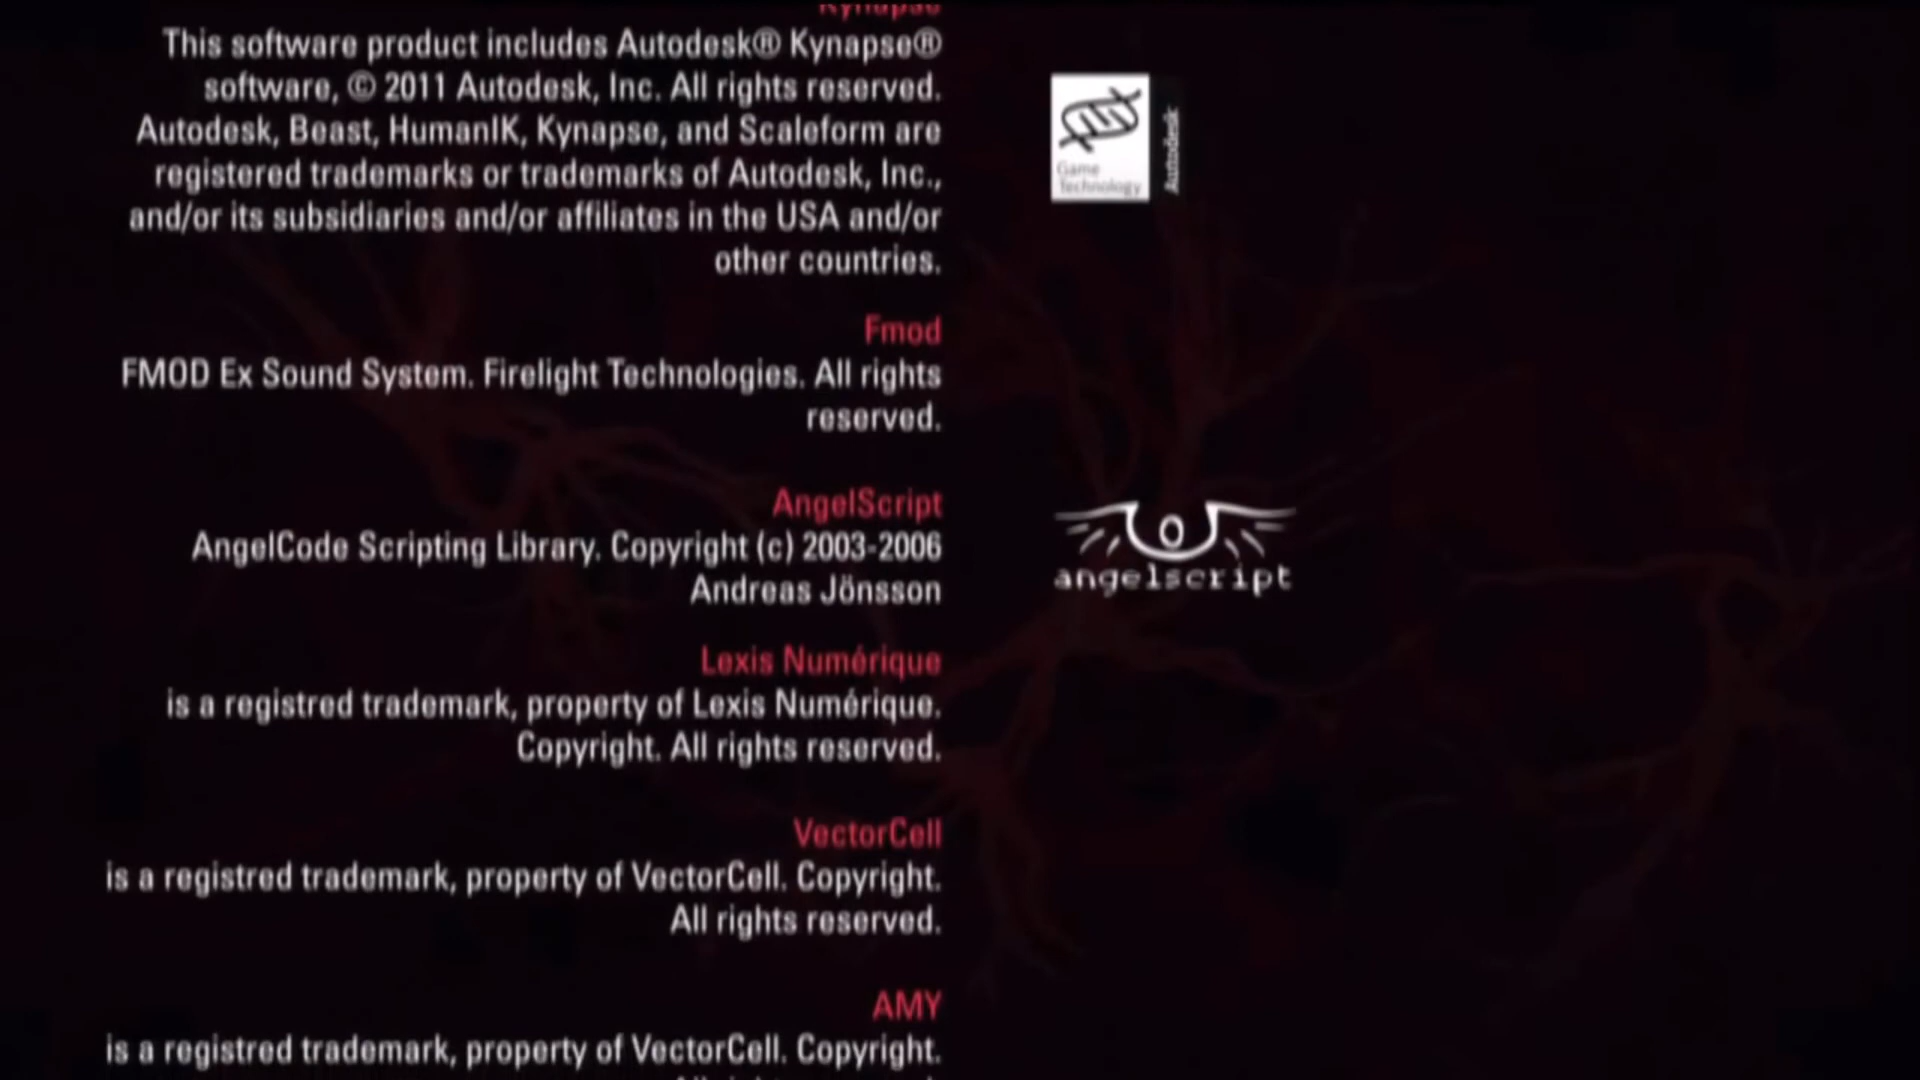 Kynapse
This software product includes Autodesk® Kynapse®
software, © 2011 Autodesk, Inc. All rights reserved.
Autodesk, Beast, HumanIK, Kynapse, and Scaleform are
registered trademarks or trademarks of Autodesk, Inc.,
and/or its subsidiaries and/or affiliates in the USA and/or
other countries.
Game
Technology
Autodesk
Fmod
FMOD Ex Sound System. Firelight Technologies. All rights
reserved.
AngelScript
AngelCode Scripting Library. Copyright (c) 2003-2006
Andreas Jönsson
angelscript
Lexis Numérique
is a registred trademark, property of Lexis Numérique.
Copyright. All rights reserved.
VectorCell
is a registred trademark, property of VectorCell. Copyright.
All rights reserved.
AMY
is a registred trademark, property of VectorCell. Copyright.